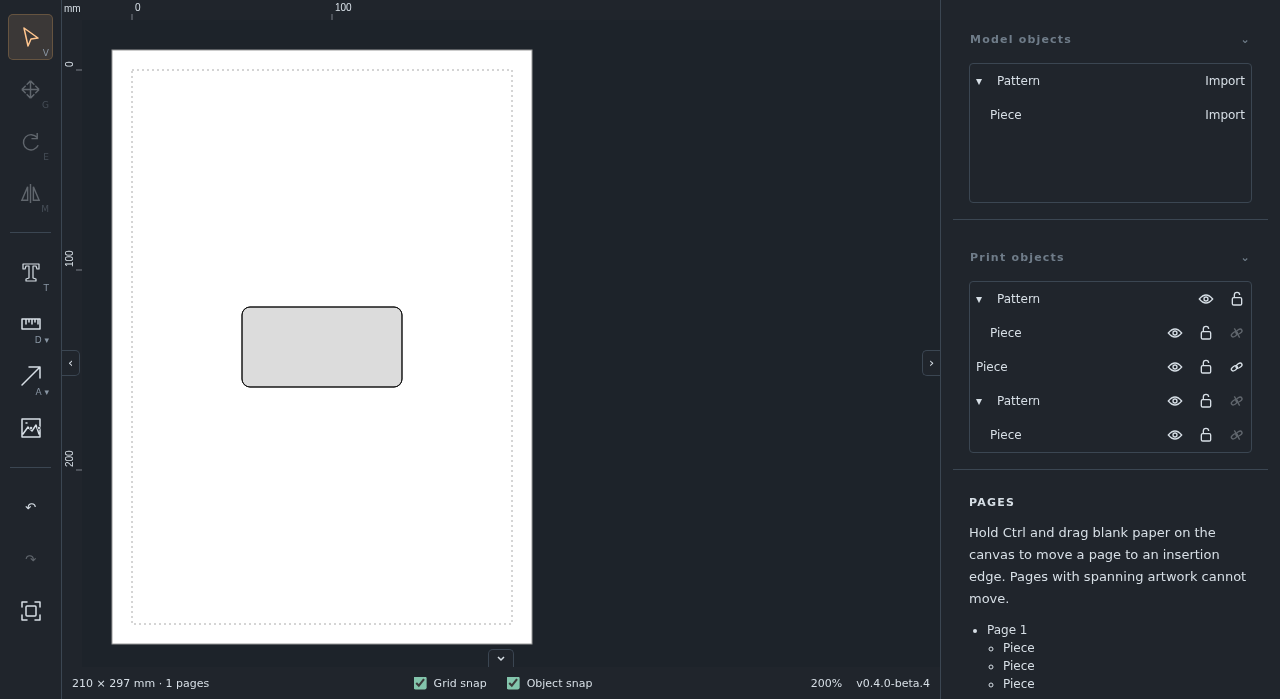 mm
0
100
V
G
E
M
T
D ▾
A ▾
0
100
200
‹
›
Model objects
▾ Pattern Import
Piece Import
Print objects
▾ Pattern
Piece
Piece
▾ Pattern
Piece
PAGES
Hold Ctrl and drag blank paper on the
canvas to move a page to an insertion
edge. Pages with spanning artwork cannot
move.
• Page 1
◦ Piece
◦ Piece
◦ Piece
210 × 297 mm · 1 pages
Grid snap
Object snap
200%
v0.4.0-beta.4